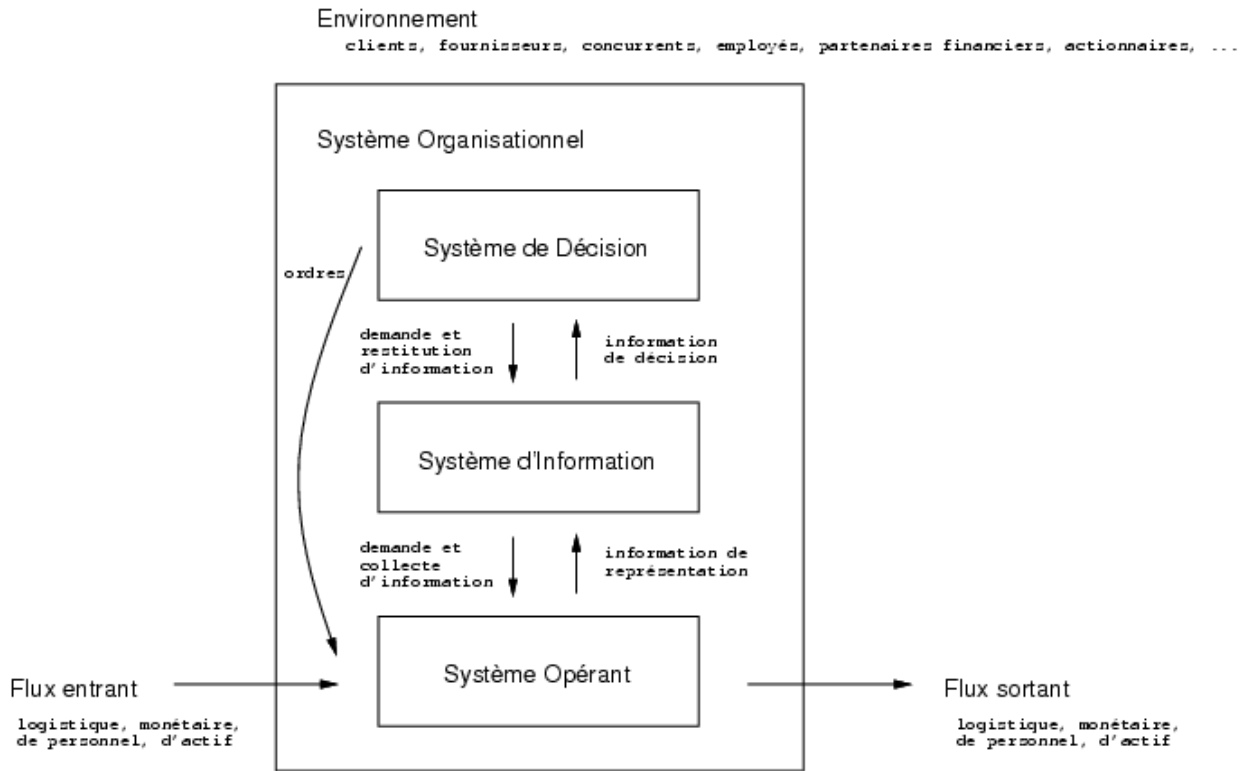 Environnement
clients, fournisseurs, concurrents, employés, partenaires financiers, actionnaires, ...
Système Organisationnel
Système de Décision
ordres
demande et
restitution
d'information
information
de décision
Système d'Information
demande et
collecte
d'information
information de
représentation
Système Opérant
Flux entrant
logistique, monétaire,
de personnel, d'actif
Flux sortant
logistique, monétaire,
de personnel, d'actif